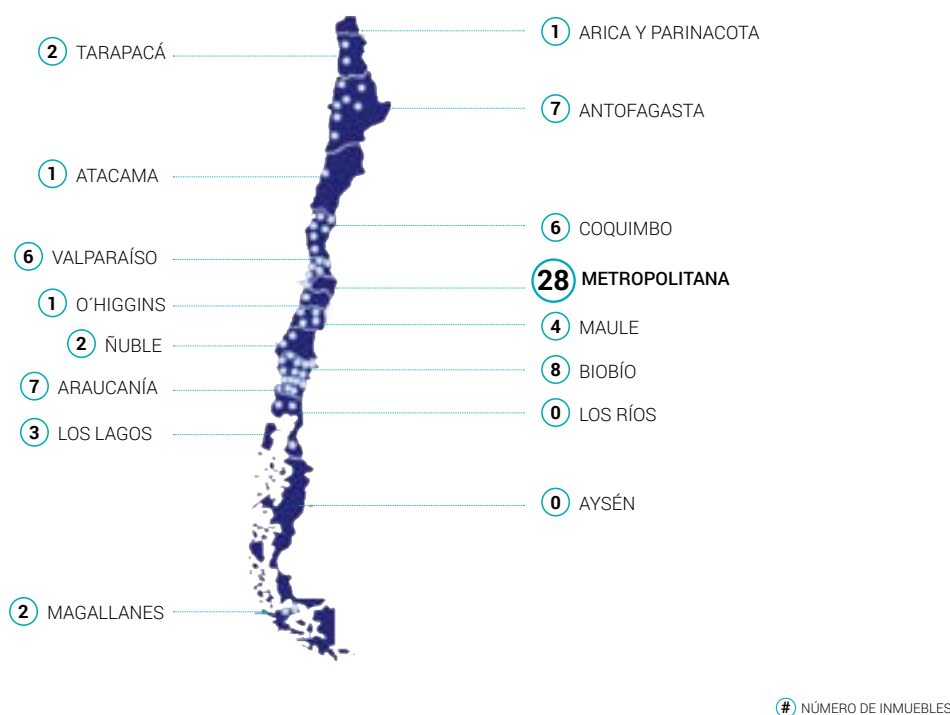 1 ARICA Y PARINACOTA
2 TARAPACÁ
7 ANTOFAGASTA
1 ATACAMA
6 COQUIMBO
6 VALPARAÍSO
28 METROPOLITANA
1 O´HIGGINS
4 MAULE
2 ÑUBLE
8 BIOBÍO
7 ARAUCANÍA
0 LOS RÍOS
3 LOS LAGOS
0 AYSÉN
2 MAGALLANES
# NÚMERO DE INMUEBLES